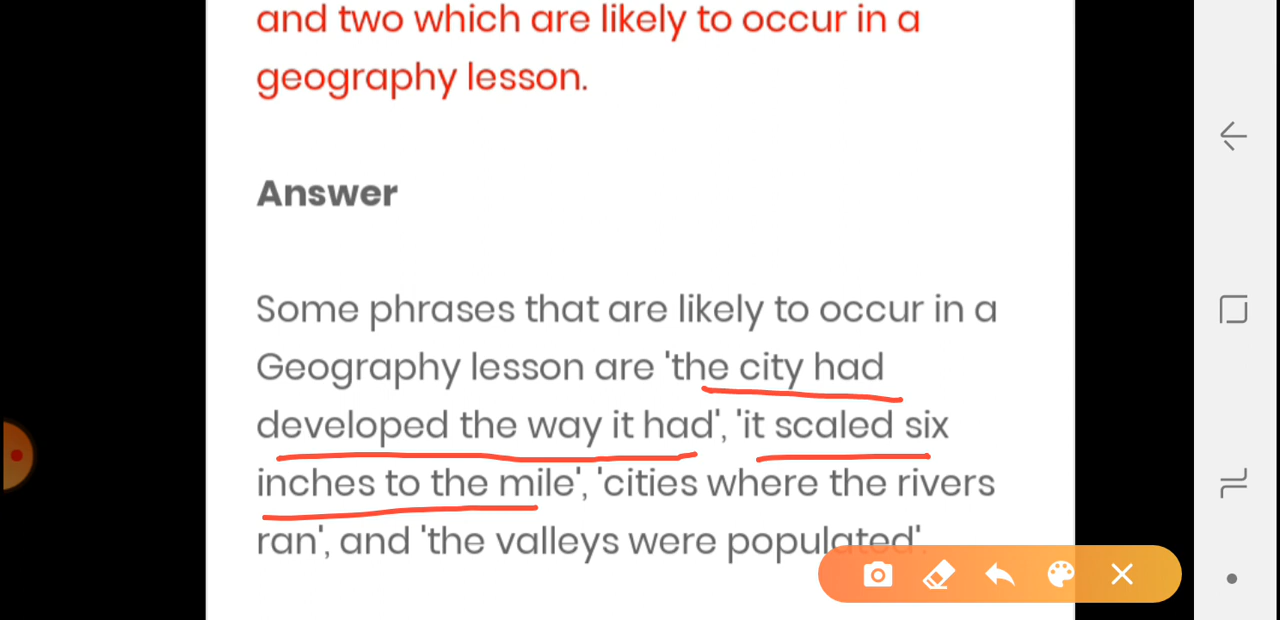 and two which are likely to occur in a
geography lesson.
Answer
Some phrases that are likely to occur in a
Geography lesson are 'the city had
developed the way it had', 'it scaled six
inches to the mile', 'cities where the rivers
ran', and 'the valleys were populated'.